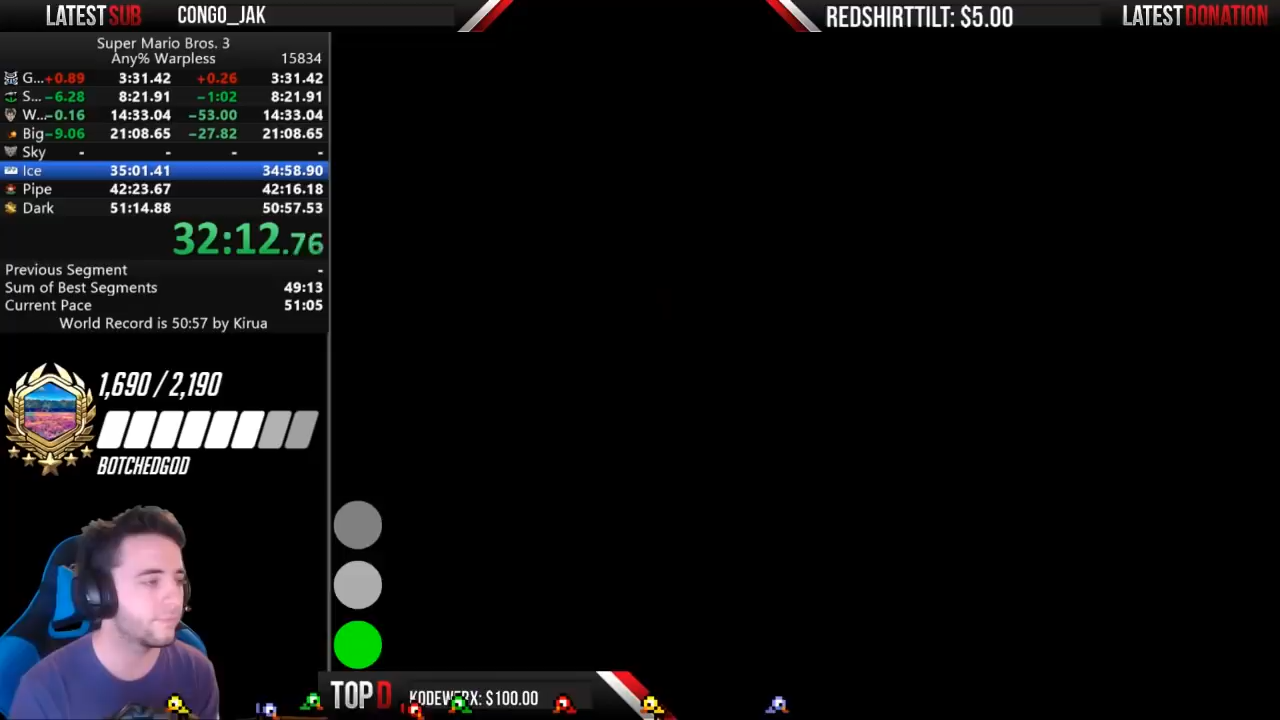 LATEST SUB
CONGO_JAK
REDSHIRTTILT: $5.00
LATEST DONATION
Super Mario Bros. 3
Any% Warpless 15834
G... +0.89 3:31.42 +0.26 3:31.42
S... −6.28 8:21.91 −1:02 8:21.91
W... −0.16 14:33.04 −53.00 14:33.04
Big −9.06 21:08.65 −27.82 21:08.65
Sky - - - -
Ice 35:01.41 34:58.90
Pipe 42:23.67 42:16.18
Dark 51:14.88 50:57.53
32:12.76
Previous Segment -
Sum of Best Segments 49:13
Current Pace 51:05
World Record is 50:57 by Kirua
1,690 / 2,190
BOTCHEDGOD
TOP D
KODEWERX: $100.00